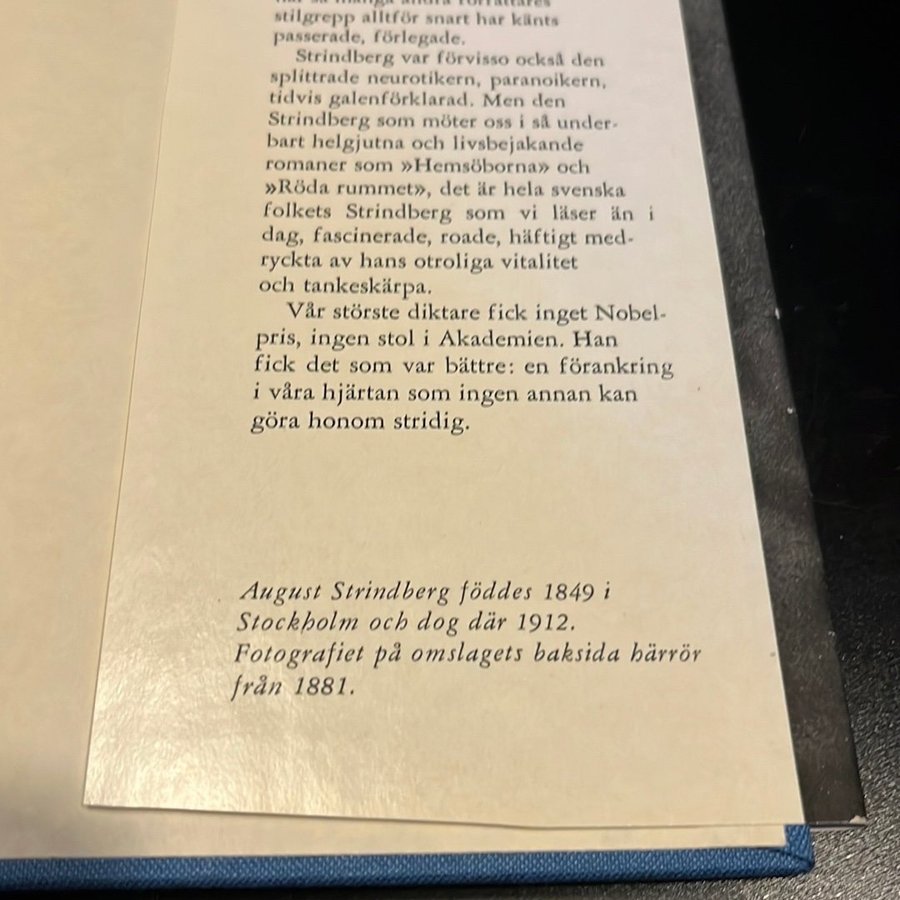 har så många andra författares
stilgrepp alltför snart har känts
passerade, förlegade.
Strindberg var förvisso också den
splittrade neurotikern, paranoikern,
tidvis galenförklarad. Men den
Strindberg som möter oss i så under-
bart helgjutna och livsbejakande
romaner som »Hemsöborna» och
»Röda rummet», det är hela svenska
folkets Strindberg som vi läser än i
dag, fascinerade, roade, häftigt med-
ryckta av hans otroliga vitalitet
och tankeskärpa.
Vår störste diktare fick inget Nobel-
pris, ingen stol i Akademien. Han
fick det som var bättre: en förankring
i våra hjärtan som ingen annan kan
göra honom stridig.
August Strindberg föddes 1849 i
Stockholm och dog där 1912.
Fotografiet på omslagets baksida härrör
från 1881.